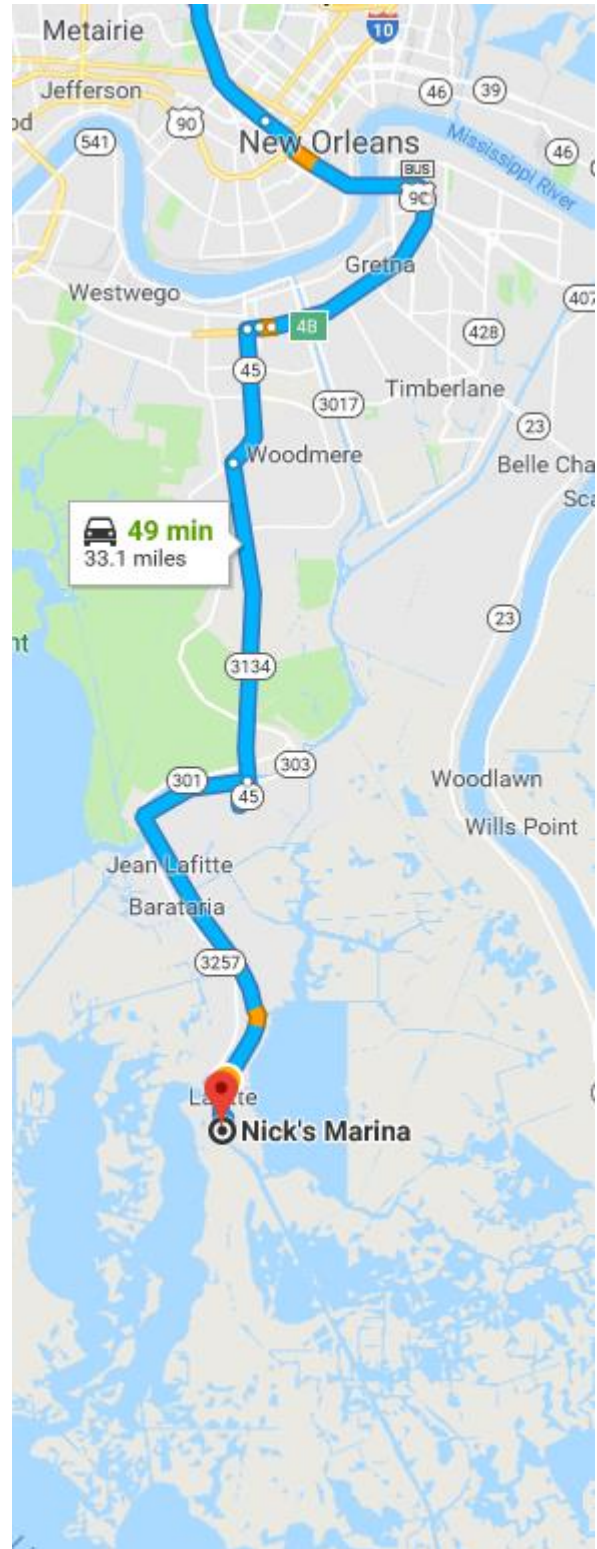 Metairie
10
Jefferson
46
39
90
541
New Orleans
Mississippi River
46
BUS
90
Gretna
Westwego
407
4B
428
45
3017
Timberlane
23
Woodmere
Belle Cha
Sca
49 min
33.1 miles
23
nt
3134
303
301
45
Woodlawn
Wills Point
Jean Lafitte
Barataria
3257
Nick's Marina